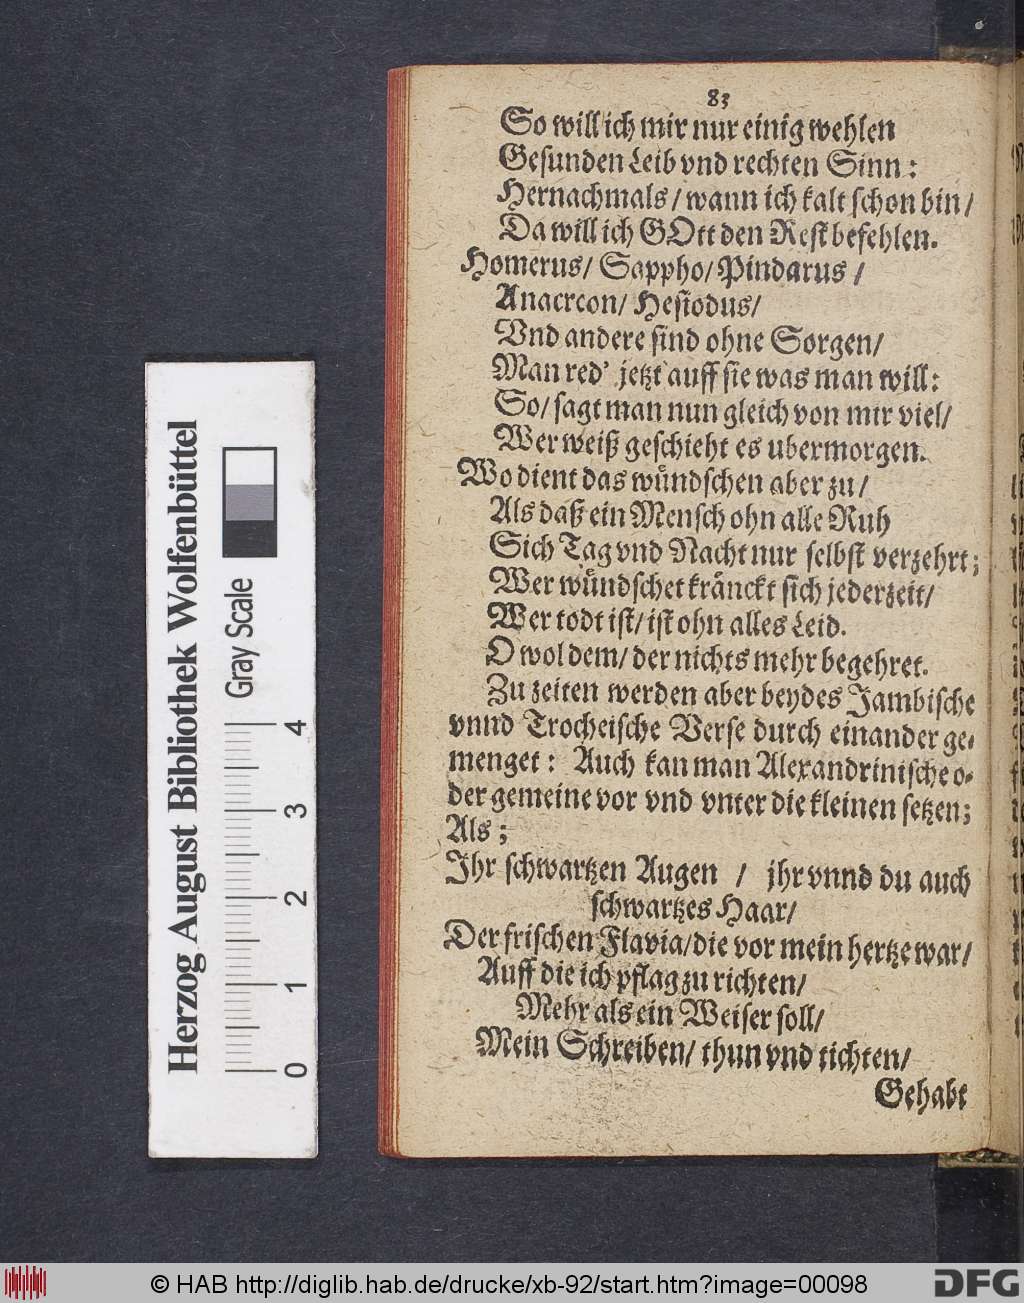 83
So will ich mir nur einig wehlen
Gesunden Leib vnd rechten Sinn:
Hernachmals/ wann ich kalt schon bin/
Da will ich GOtt den Rest befehlen.
Homerus/ Sappho/ Pindarus /
Anacreon/ Hesiodus/
Vnd andere sind ohne Sorgen/
Man red' jetzt auff sie was man will:
So/ sagt man nun gleich von mir viel/
Wer weiß geschieht es ubermorgen.
Wo dient das wündschen aber zu/
Als daß ein Mensch ohn alle Ruh
Sich Tag vnd Nacht nur selbst verzehrt;
Wer wündschet kränckt sich jederzeit/
Wer todt ist/ ist ohn alles Leid.
O wol dem/ der nichts mehr begehret.
Zu zeiten werden aber beydes Jambische
vnnd Trocheische Verse durch einander ge-
menget: Auch kan man Alexandrinische o-
der gemeine vor vnd vnter die kleinen setzen;
Als;
Ihr schwartzen Augen / jhr vnnd du auch
schwartzes Haar/
Der frischen Flavia/ die vor mein hertze war/
Auff die ich pflag zu richten/
Mehr als ein Weiser soll/
Mein Schreiben/ thun vnd tichten/
Gehabt
Herzog August Bibliothek Wolfenbüttel
Gray Scale
0 1 2 3 4
© HAB http://diglib.hab.de/drucke/xb-92/start.htm?image=00098
DFG